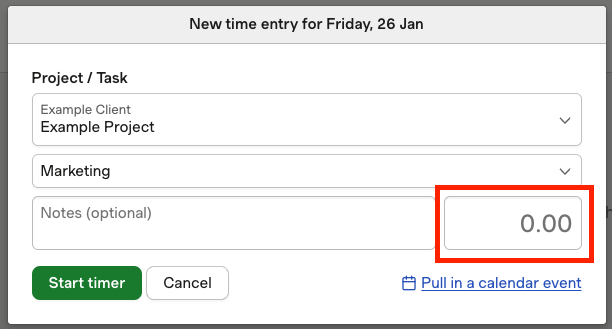 New time entry for Friday, 26 Jan
Project / Task
Example Client
Example Project
Marketing
Notes (optional)
0.00
Start timer
Cancel
Pull in a calendar event